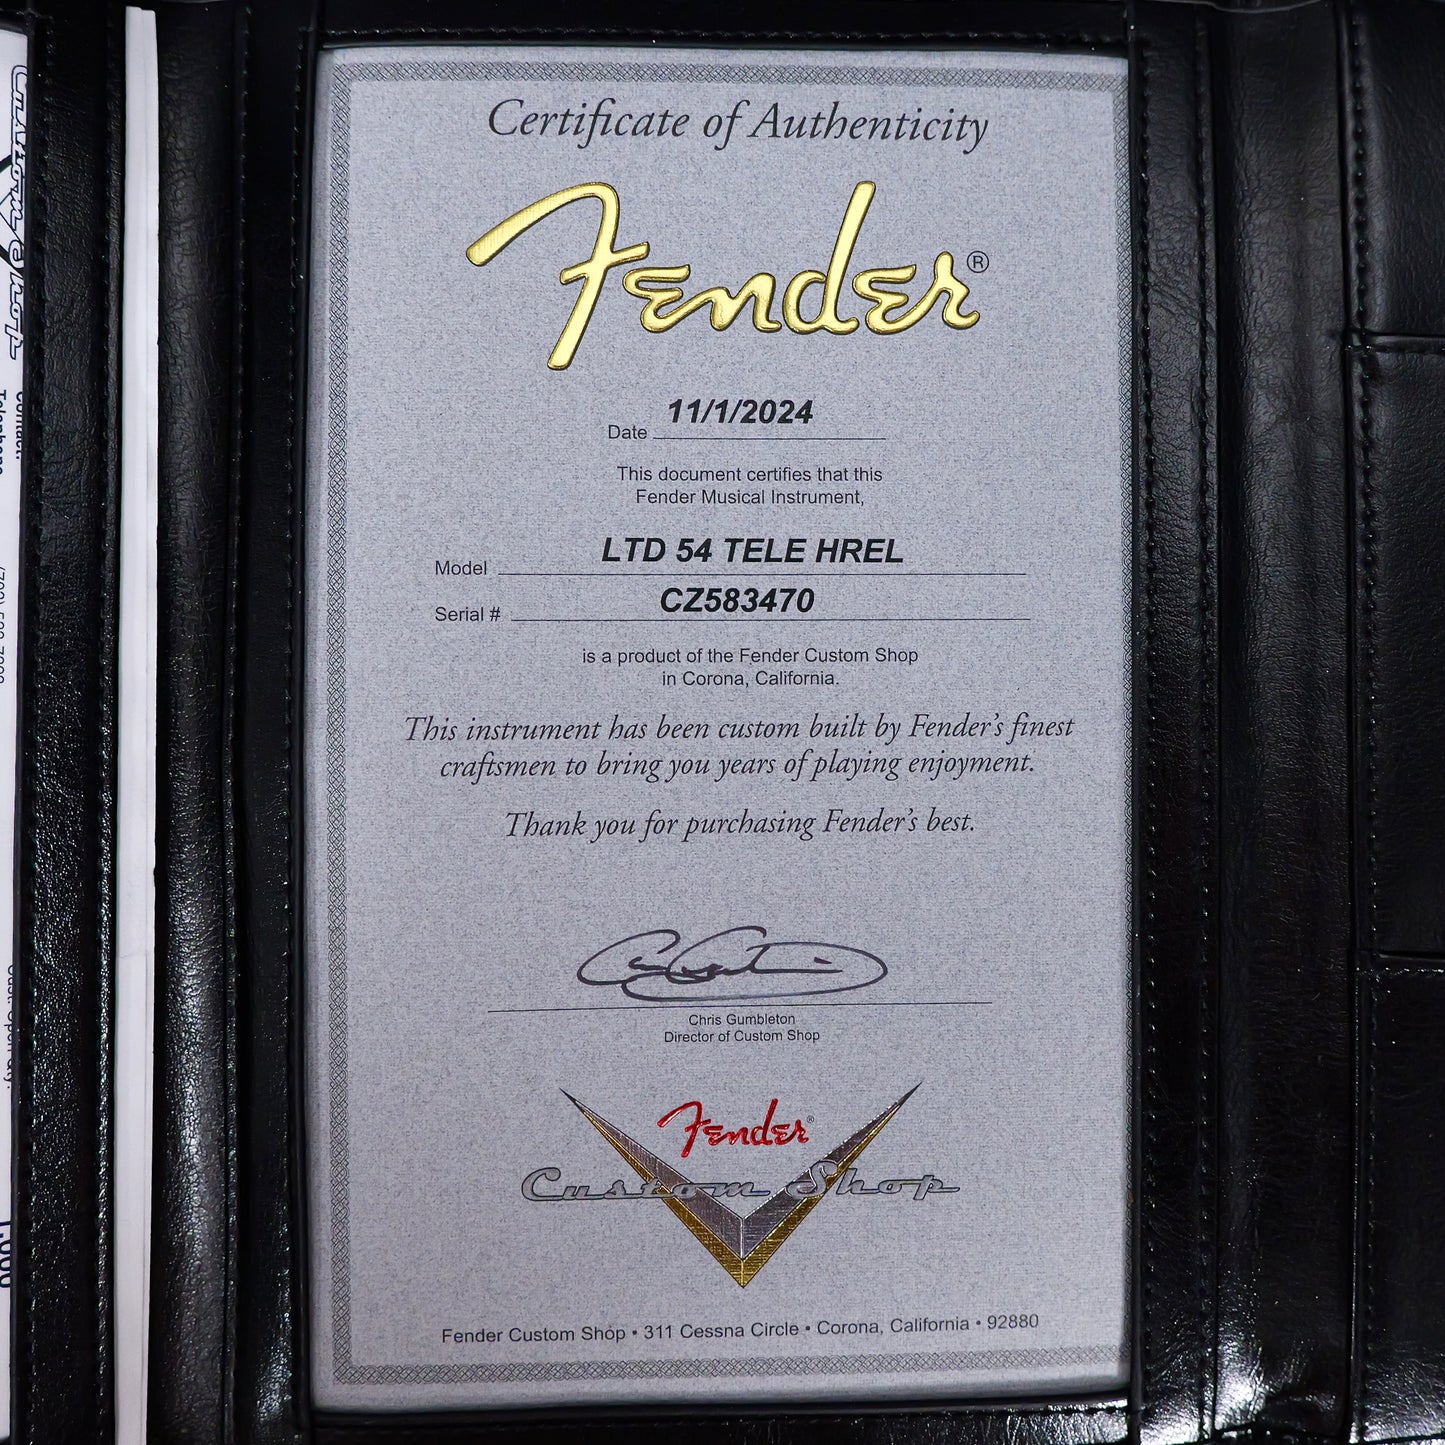 Certificate of Authenticity
Fender®
Date 11/1/2024
This document certifies that this
Fender Musical Instrument,
Model LTD 54 TELE HREL
Serial # CZ583470
is a product of the Fender Custom Shop
in Corona, California.
This instrument has been custom built by Fender's finest
craftsmen to bring you years of playing enjoyment.
Thank you for purchasing Fender's best.
Chris Gumbleton
Director of Custom Shop
Fender®
Custom Shop
Fender Custom Shop • 311 Cessna Circle • Corona, California • 92880
Custom Shop
Contact: